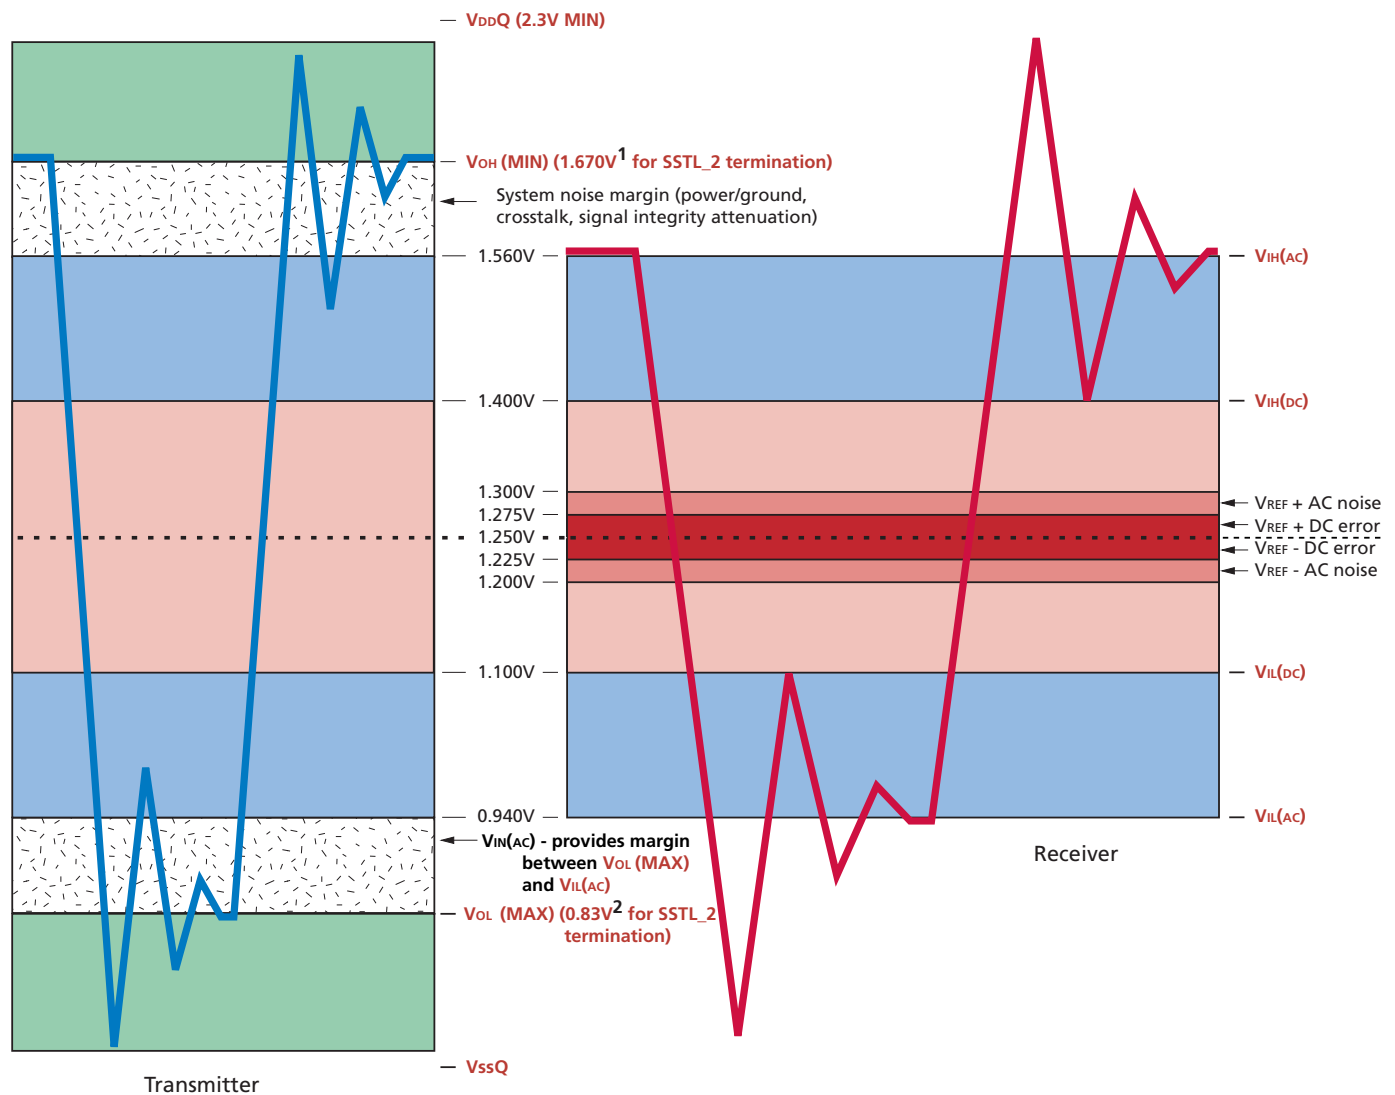 VDDQ (2.3V MIN)
VOH (MIN) (1.670V1 for SSTL_2 termination)
System noise margin (power/ground,
crosstalk, signal integrity attenuation)
1.560V
VIH(AC)
1.400V
VIH(DC)
1.300V
VREF + AC noise
1.275V
VREF + DC error
1.250V
VREF - DC error
1.225V
VREF - AC noise
1.200V
1.100V
VIL(DC)
0.940V
VIL(AC)
VIN(AC) - provides margin
between VOL (MAX)
and VIL(AC)
Receiver
VOL (MAX) (0.83V2 for SSTL_2
termination)
VssQ
Transmitter